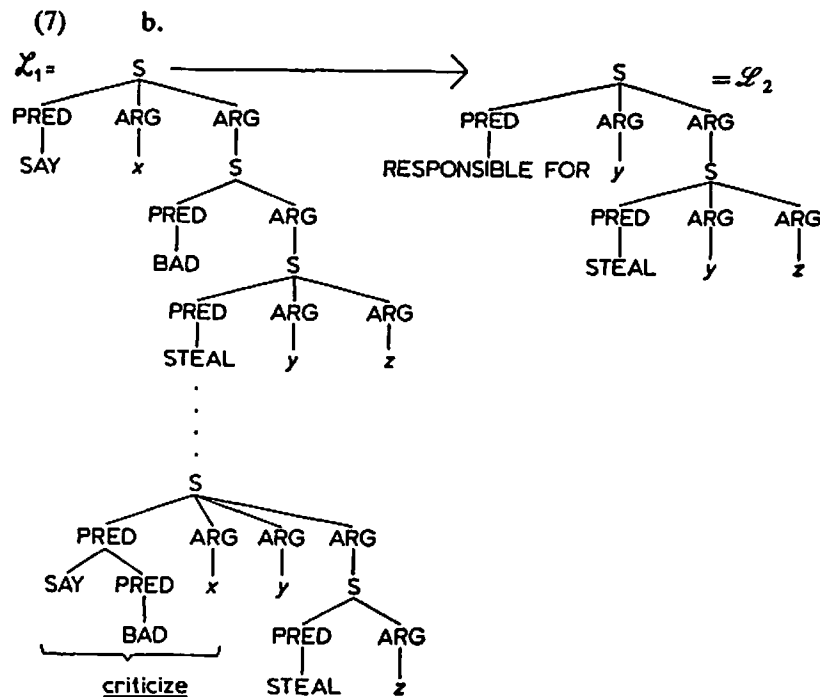 (7) b.
ℒ₁= S S =ℒ₂
PRED ARG ARG PRED ARG ARG
SAY x S RESPONSIBLE FOR y S
PRED ARG PRED ARG ARG
BAD S STEAL y z
PRED ARG ARG
STEAL y z
S
PRED ARG ARG ARG
SAY PRED x y S
BAD PRED ARG
criticize STEAL z